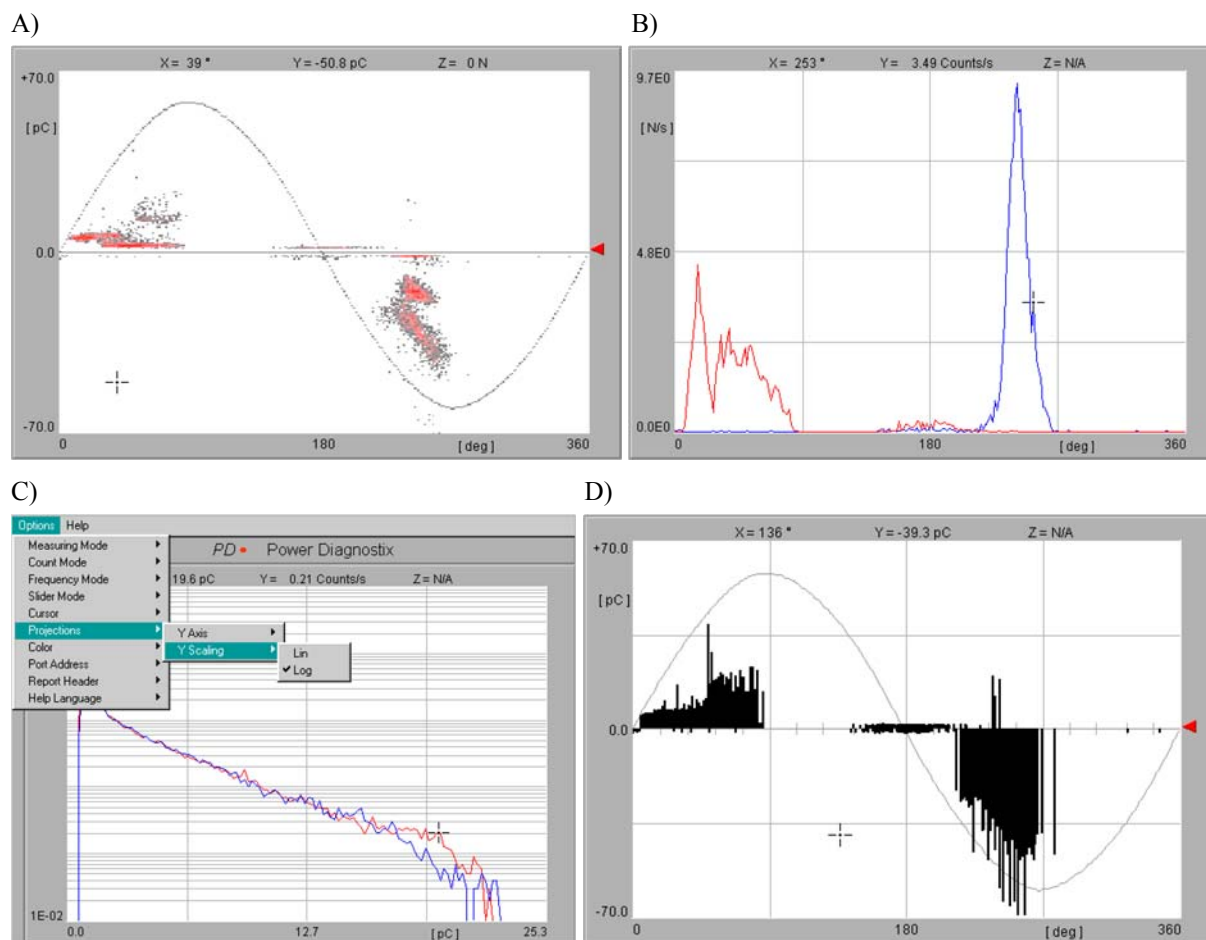 A)
X = 39 ° Y = -50.8 pC Z = 0 N
+70.0
[ pC ]
0.0
-70.0
0 180 [ deg ] 360
B)
X = 253 ° Y = 3.49 Counts/s Z = N/A
9.7E0
[ N/s ]
4.8E0
0.0E0
0 180 [ deg ] 360
C)
Options Help
Measuring Mode
Count Mode
Frequency Mode
Slider Mode
Cursor
Projections
Color
Port Address
Report Header
Help Language
PD • Power Diagnostix
19.6 pC Y = 0.21 Counts/s Z = N/A
Y Axis
Y Scaling
Lin
Log
1E-02
0.0 12.7 [ pC ] 25.3
D)
X = 136 ° Y = -39.3 pC Z = N/A
+70.0
[ pC ]
0.0
-70.0
0 180 [ deg ] 360